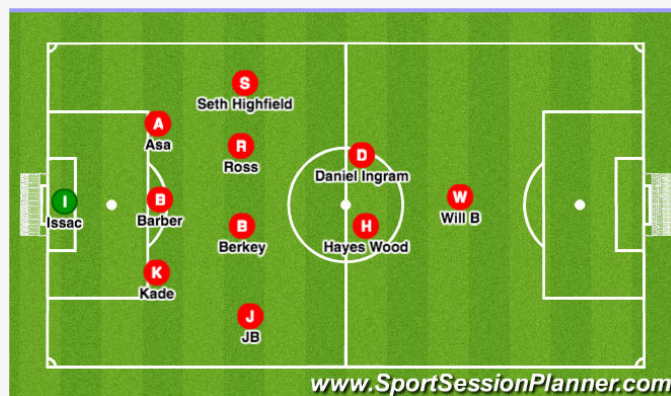 S
Seth Highfield
A
Asa
R
Ross
D
Daniel Ingram
I
Issac
B
Barber
W
Will B
B
Berkey
H
Hayes Wood
K
Kade
J
JB
www.SportSessionPlanner.com